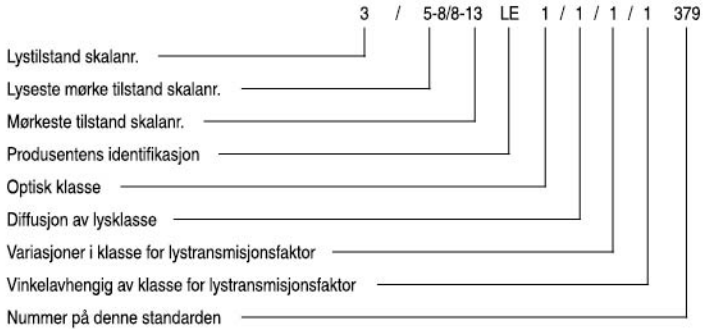 3 / 5-8/8-13 LE 1 / 1 / 1 / 1 379
Lystilstand skalanr.
Lyseste mørke tilstand skalanr.
Mørkeste tilstand skalanr.
Produsentens identifikasjon
Optisk klasse
Diffusjon av lysklasse
Variasjoner i klasse for lystransmisjonsfaktor
Vinkelavhengig av klasse for lystransmisjonsfaktor
Nummer på denne standarden